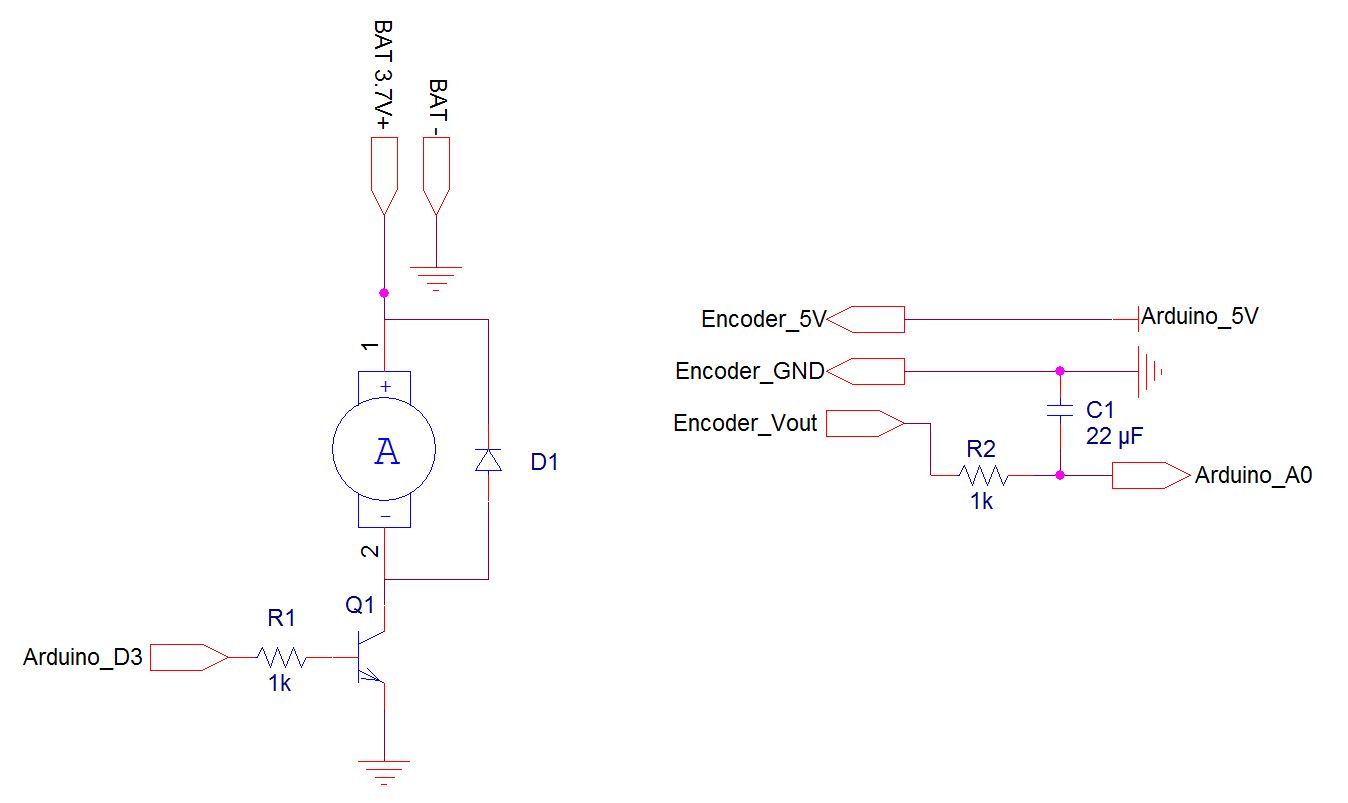 BAT 3.7V+
BAT -
1
+
A
D1
−
2
Q1
R1
Arduino_D3
1k
Encoder_5V
Arduino_5V
Encoder_GND
C1
22 µF
Encoder_Vout
R2
1k
Arduino_A0